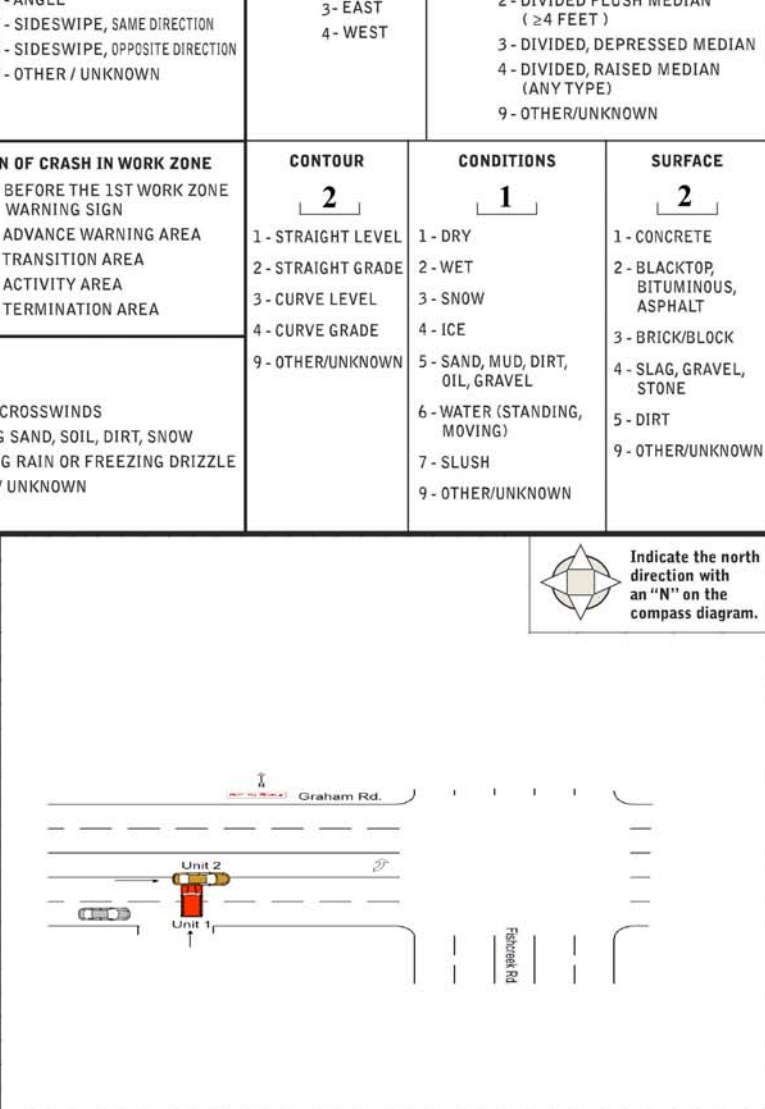 - ANGLE
- SIDESWIPE, SAME DIRECTION
- SIDESWIPE, OPPOSITE DIRECTION
- OTHER / UNKNOWN
3 - EAST
4 - WEST
2 - DIVIDED FLUSH MEDIAN
( ≥4 FEET )
3 - DIVIDED, DEPRESSED MEDIAN
4 - DIVIDED, RAISED MEDIAN
(ANY TYPE)
9 - OTHER/UNKNOWN
N OF CRASH IN WORK ZONE
BEFORE THE 1ST WORK ZONE
WARNING SIGN
ADVANCE WARNING AREA
TRANSITION AREA
ACTIVITY AREA
TERMINATION AREA
CROSSWINDS
G SAND, SOIL, DIRT, SNOW
G RAIN OR FREEZING DRIZZLE
/ UNKNOWN
CONTOUR
2
1 - STRAIGHT LEVEL
2 - STRAIGHT GRADE
3 - CURVE LEVEL
4 - CURVE GRADE
9 - OTHER/UNKNOWN
CONDITIONS
1
1 - DRY
2 - WET
3 - SNOW
4 - ICE
5 - SAND, MUD, DIRT,
OIL, GRAVEL
6 - WATER (STANDING,
MOVING)
7 - SLUSH
9 - OTHER/UNKNOWN
SURFACE
2
1 - CONCRETE
2 - BLACKTOP,
BITUMINOUS,
ASPHALT
3 - BRICK/BLOCK
4 - SLAG, GRAVEL,
STONE
5 - DIRT
9 - OTHER/UNKNOWN
Indicate the north
direction with
an "N" on the
compass diagram.
N
Graham Rd.
Unit 2
Unit 1
Fishcreek Rd